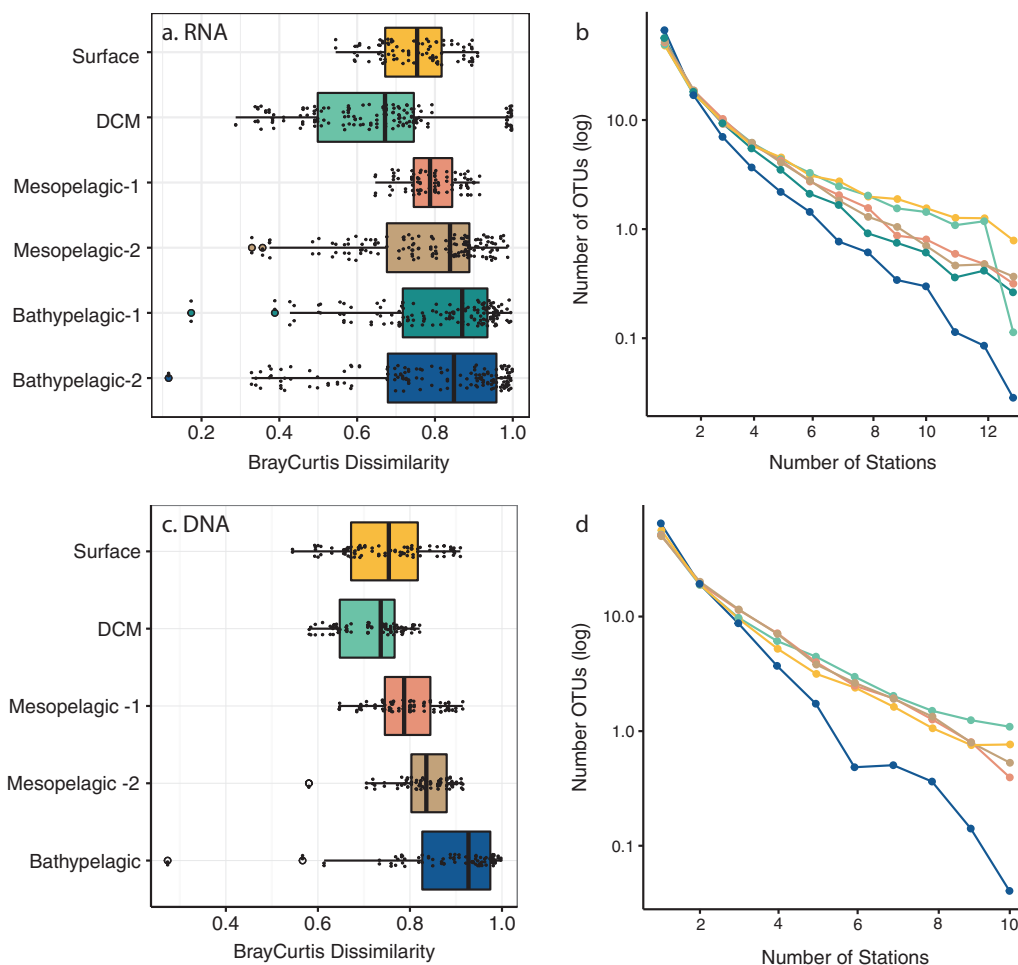 a. RNA
Surface
DCM
Mesopelagic-1
Mesopelagic-2
Bathypelagic-1
Bathypelagic-2
0.2 0.4 0.6 0.8 1.0
BrayCurtis Dissimilarity
b
Number of OTUs (log)
10.0
1.0
0.1
2 4 6 8 10 12
Number of Stations
c. DNA
Surface
DCM
Mesopelagic -1
Mesopelagic -2
Bathypelagic
0.4 0.6 0.8 1.0
BrayCurtis Dissimilarity
d
Number OTUs (log)
10.0
1.0
0.1
2 4 6 8 10
Number of Stations